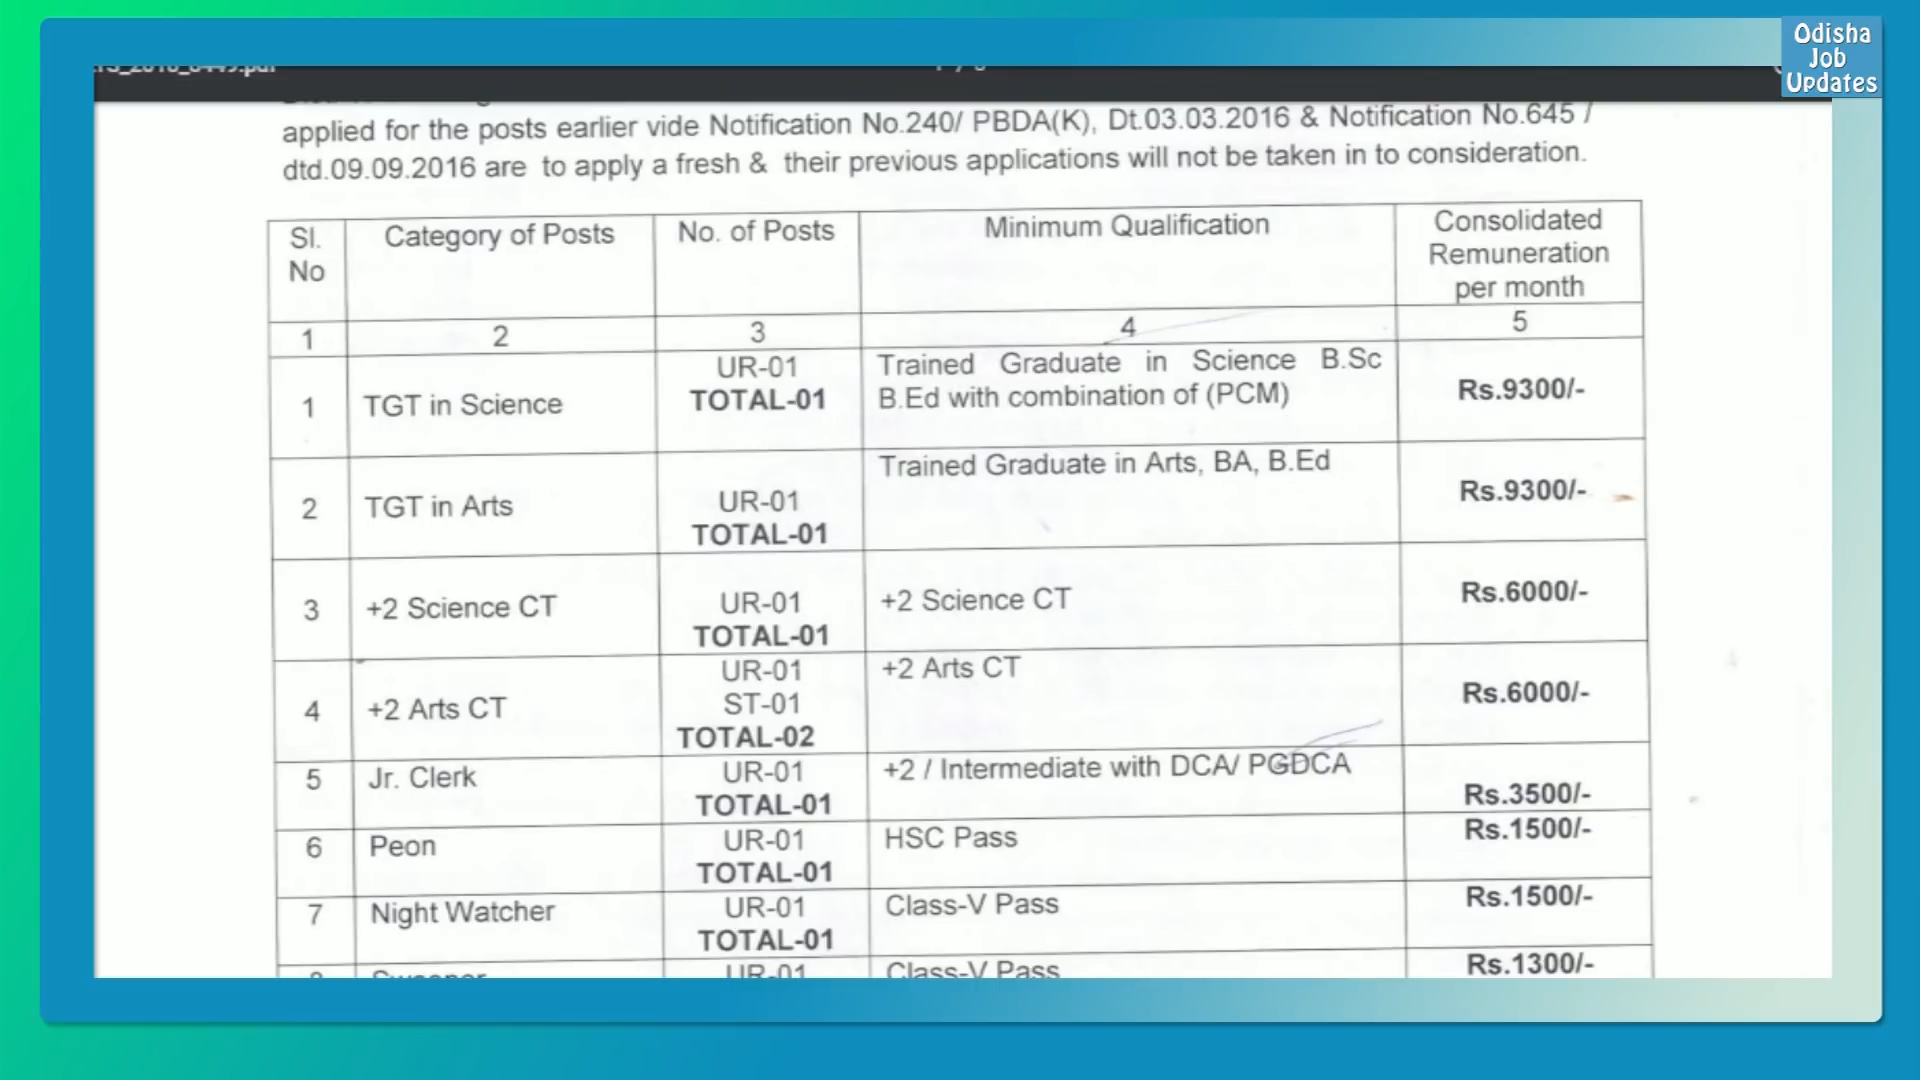 Odisha
Job
Updates
applied for the posts earlier vide Notification No.240/ PBDA(K), Dt.03.03.2016 & Notification No.645 /
dtd.09.09.2016 are to apply a fresh & their previous applications will not be taken in to consideration.
Sl. No Category of Posts No. of Posts Minimum Qualification Consolidated Remuneration per month
1 2 3 4 5
1 TGT in Science UR-01 TOTAL-01 Trained Graduate in Science B.Sc B.Ed with combination of (PCM) Rs.9300/-
2 TGT in Arts UR-01 TOTAL-01 Trained Graduate in Arts, BA, B.Ed Rs.9300/-
3 +2 Science CT UR-01 TOTAL-01 +2 Science CT Rs.6000/-
4 +2 Arts CT UR-01 ST-01 TOTAL-02 +2 Arts CT Rs.6000/-
5 Jr. Clerk UR-01 TOTAL-01 +2 / Intermediate with DCA/ PGDCA Rs.3500/-
6 Peon UR-01 TOTAL-01 HSC Pass Rs.1500/-
7 Night Watcher UR-01 TOTAL-01 Class-V Pass Rs.1500/-
8 Sweeper UR-01 Class-V Pass Rs.1300/-